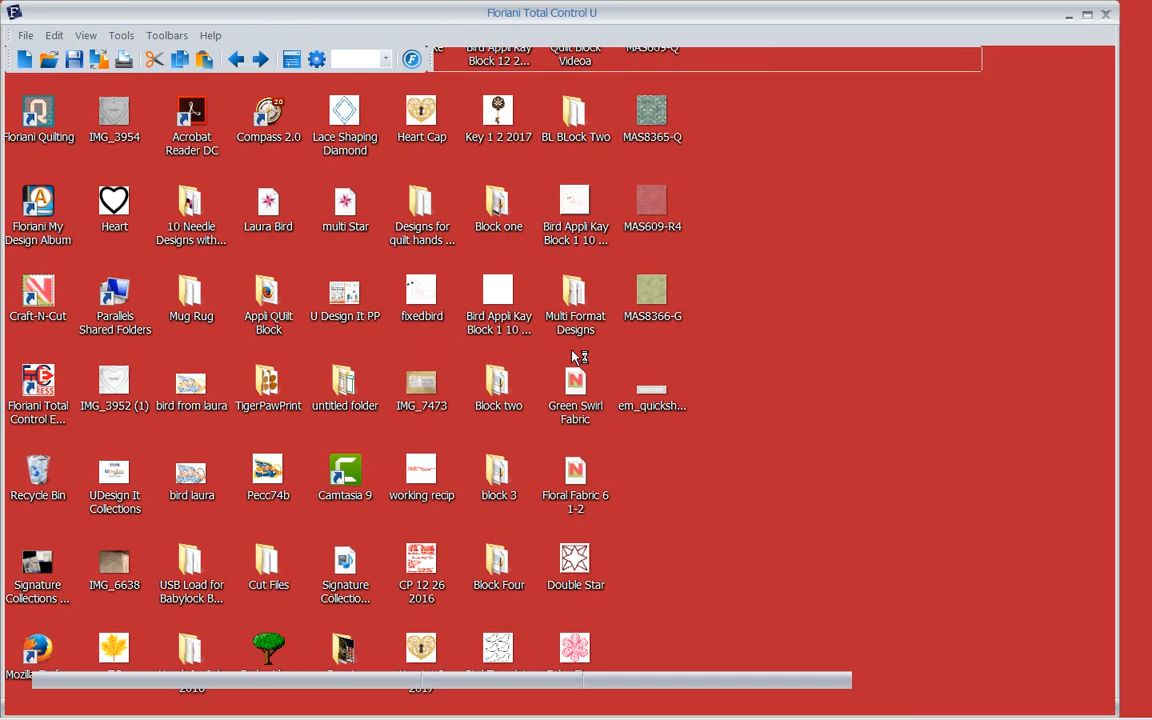 Floriani Total Control U
File Edit View Tools Toolbars Help
Bird Appli Kay
Block 12 2...
Quilt Block
Videoa
MAS609-Q
Floriani Quilting
IMG_3954
Acrobat
Reader DC
Compass 2.0
Lace Shaping
Diamond
Heart Cap
Key 1 2 2017
BL BLock Two
MAS8365-Q
Floriani My
Design Album
Heart
10 Needle
Designs with...
Laura Bird
multi Star
Designs for
quilt hands ...
Block one
Bird Appli Kay
Block 1 10 ...
MAS609-R4
Craft-N-Cut
Parallels
Shared Folders
Mug Rug
Appli QUilt
Block
U Design It PP
fixedbird
Bird Appli Kay
Block 1 10 ...
Multi Format
Designs
MAS8366-G
Floriani Total
Control E...
IMG_3952 (1)
bird from laura
TigerPawPrint
untitled folder
IMG_7473
Block two
Green Swirl
Fabric
em_quicksh...
Recycle Bin
UDesign It
Collections
bird laura
Pecc74b
Camtasia 9
working recip
block 3
Floral Fabric 6
1-2
Signature
Collections ...
IMG_6638
USB Load for
Babylock B...
Cut Files
Signature
Collectio...
CP 12 26
2016
Block Four
Double Star